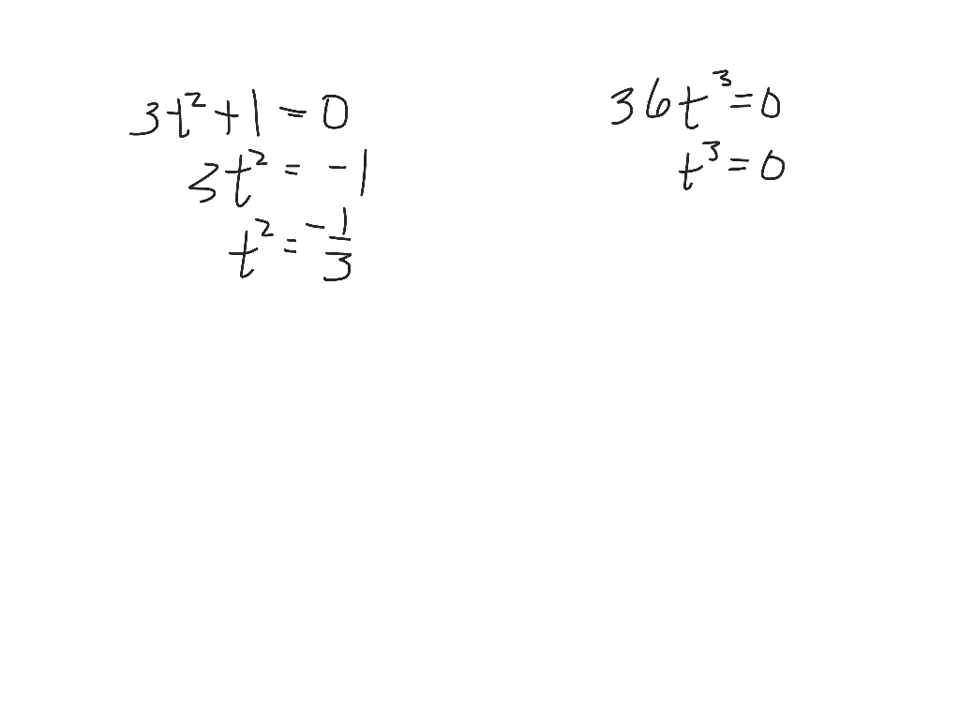 3t² + 1 = 0
3t² = -1
t² = -1/3
36t³ = 0
t³ = 0